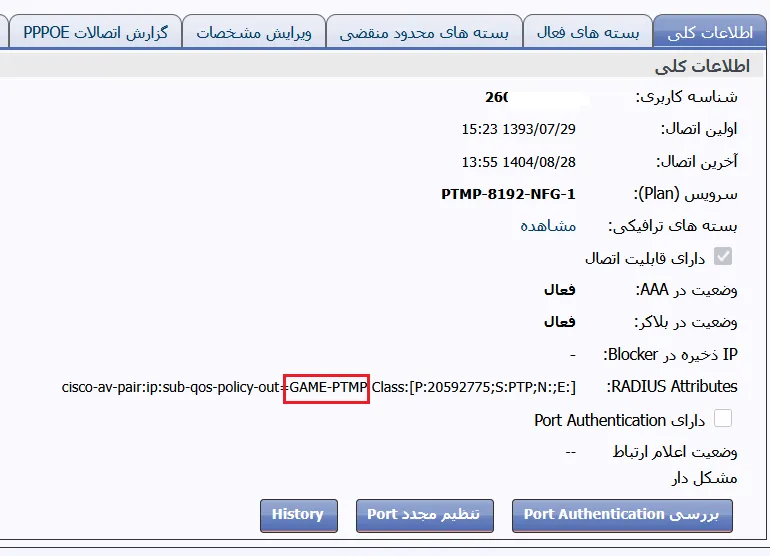 اطلاعات کلی
بسته های فعال
بسته های محدود منقضی
ویرایش مشخصات
گزارش اتصالات PPPOE
اطلاعات کلی
شناسه کاربری: 260
اولین اتصال: 1393/07/29 15:23
آخرین اتصال: 1404/08/28 13:55
سرویس (Plan): PTMP-8192-NFG-1
بسته های ترافیکی: مشاهده
دارای قابلیت اتصال
وضعیت در AAA: فعال
وضعیت در بلاکر: فعال
IP ذخیره در Blocker: -
RADIUS Attributes: cisco-av-pair:ip:sub-qos-policy-out=GAME-PTMP Class:[P:20592775;S:PTP;N:;E:]
دارای Port Authentication
وضعیت اعلام ارتباط --
مشکل دار
بررسی Port Authentication
تنظیم مجدد Port
History